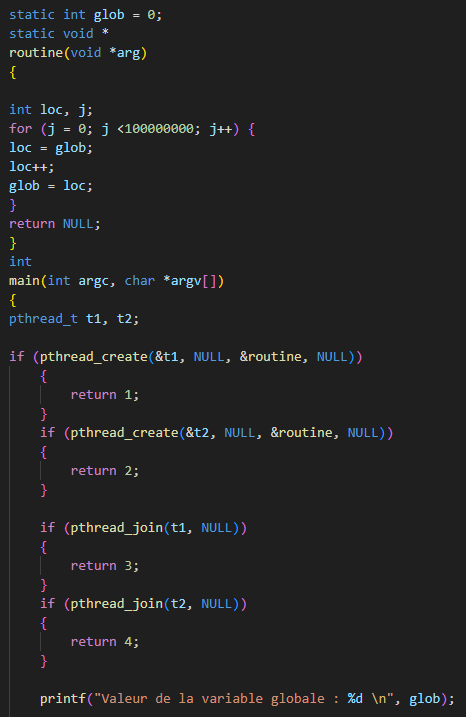 static int glob = 0;
static void *
routine(void *arg)
{
int loc, j;
for (j = 0; j <100000000; j++) {
loc = glob;
loc++;
glob = loc;
}
return NULL;
}
int
main(int argc, char *argv[])
{
pthread_t t1, t2;
if (pthread_create(&t1, NULL, &routine, NULL))
{
return 1;
}
if (pthread_create(&t2, NULL, &routine, NULL))
{
return 2;
}
if (pthread_join(t1, NULL))
{
return 3;
}
if (pthread_join(t2, NULL))
{
return 4;
}
printf("Valeur de la variable globale : %d \n", glob);